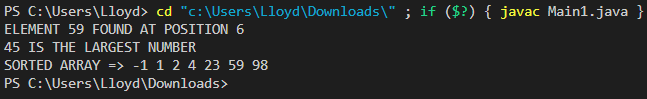 PS C:\Users\Lloyd> cd "c:\Users\Lloyd\Downloads\" ; if ($?) { javac Main1.java }
ELEMENT 59 FOUND AT POSITION 6
45 IS THE LARGEST NUMBER
SORTED ARRAY => -1 1 2 4 23 59 98
PS C:\Users\Lloyd\Downloads>